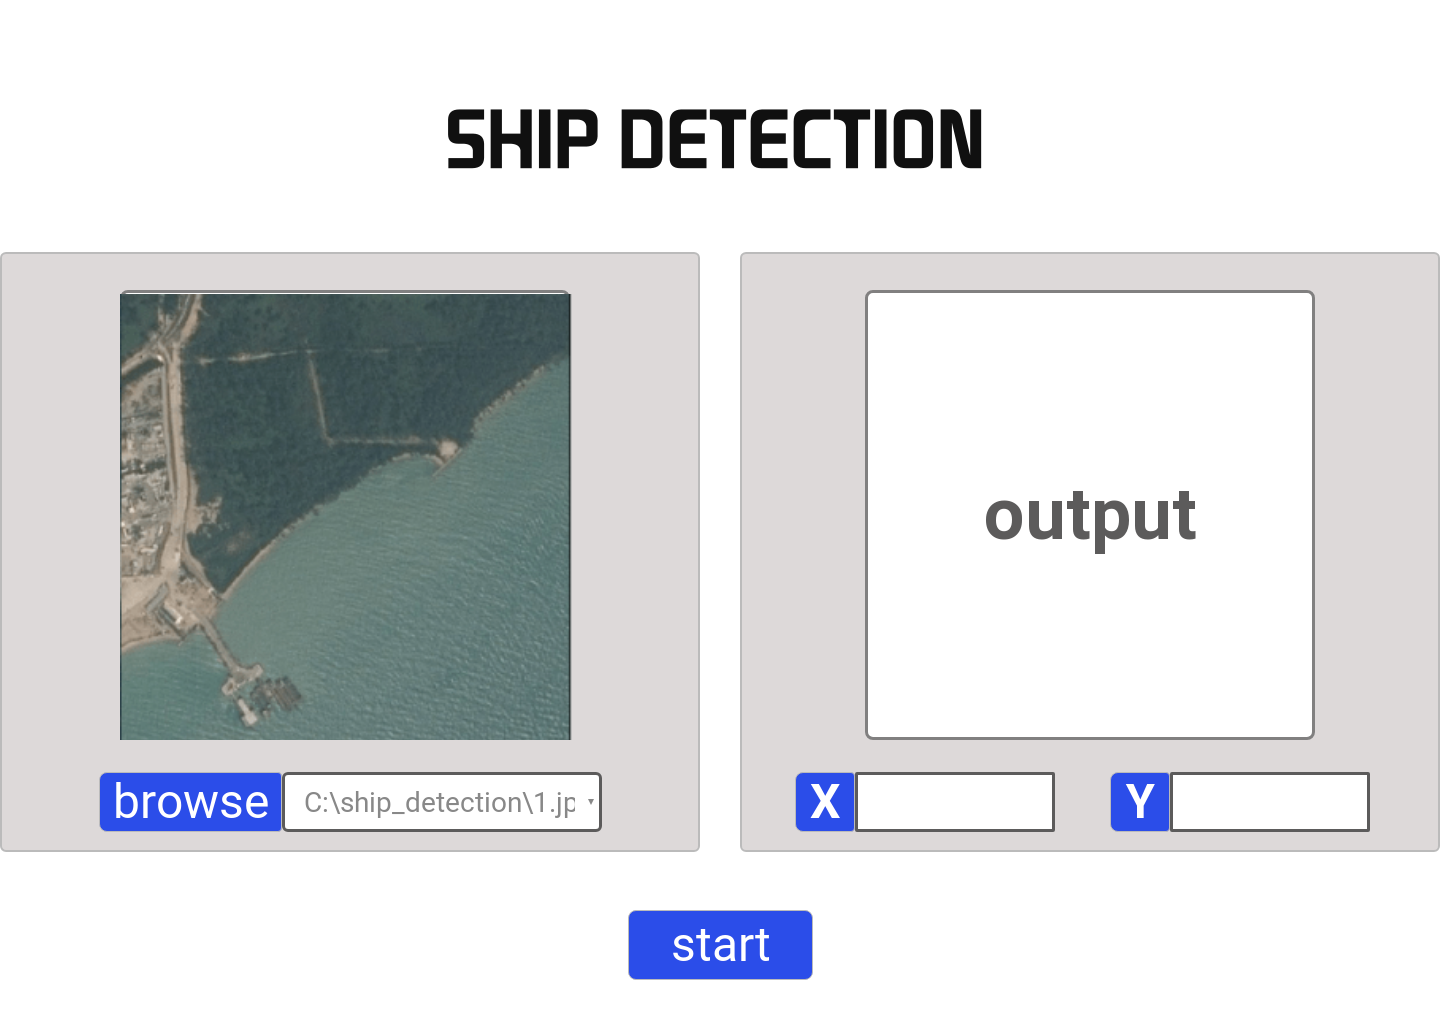 SHIP DETECTION
output
browse
C:\ship_detection\1.jp
X
Y
start